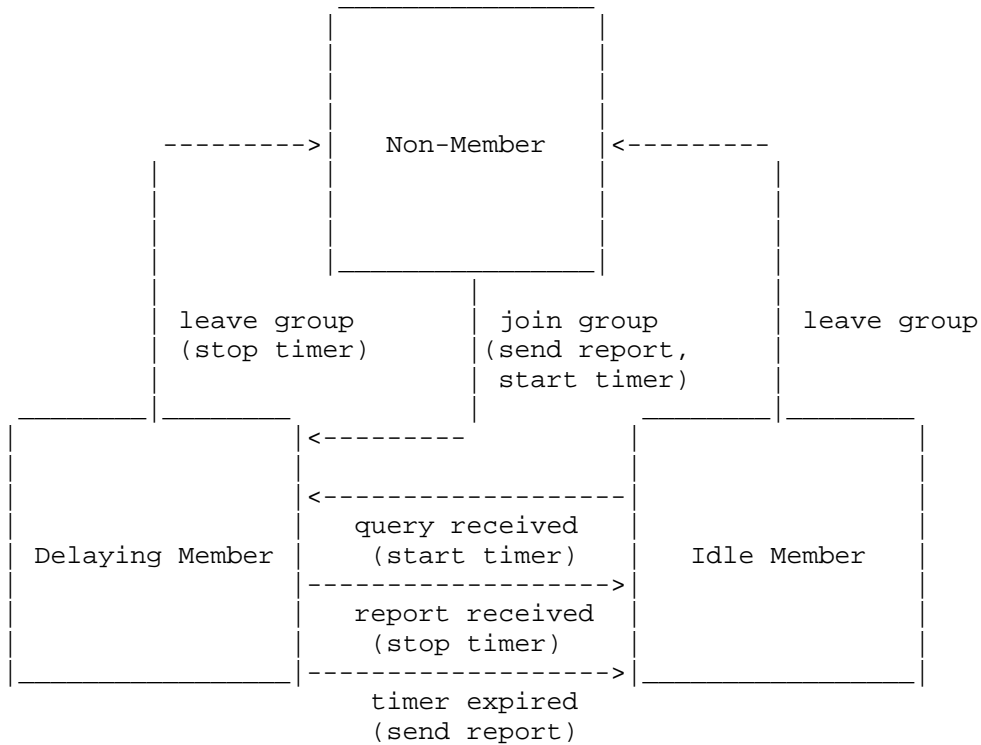 Non-Member
leave group
(stop timer)
join group
(send report,
start timer)
leave group
query received
(start timer)
Delaying Member
Idle Member
report received
(stop timer)
timer expired
(send report)